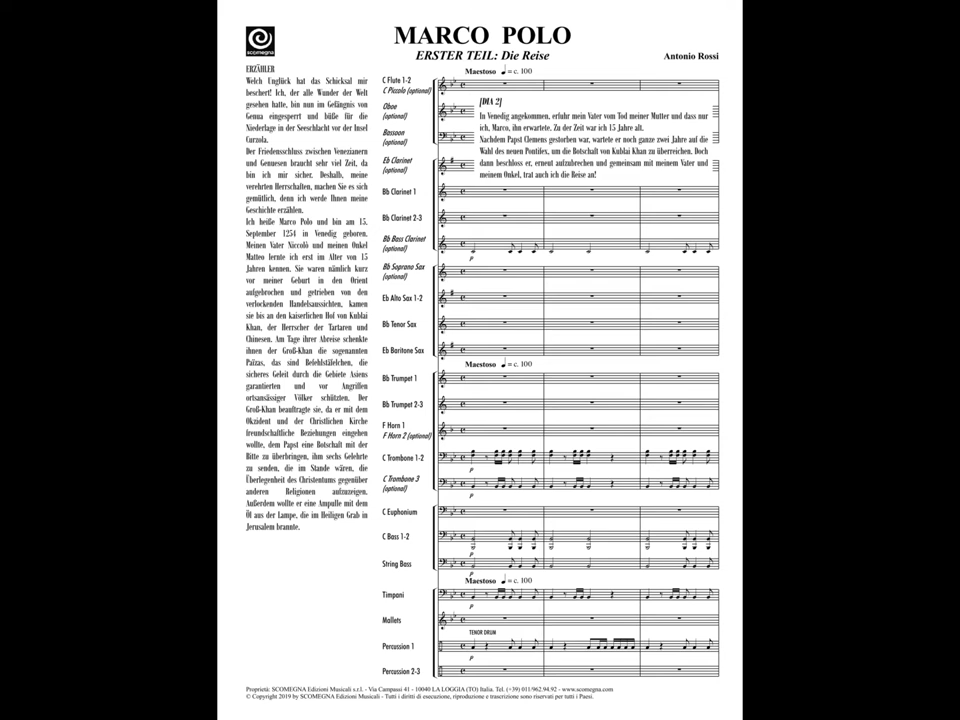 SCOMEGNA
MARCO POLO
ERSTER TEIL: Die Reise
Antonio Rossi
ERZÄHLER
Welch Unglück hat das Schicksal mir
beschert! Ich, der alle Wunder der Welt
gesehen hatte, bin nun im Gefängnis von
Genua eingesperrt und büße für die
Niederlage in der Seeschlacht vor der Insel
Curzola.
Der Friedensschluss zwischen Venezianern
und Genuesen braucht sehr viel Zeit, da
bin ich mir sicher. Deshalb, meine
verehrten Herrschaften, machen Sie es sich
gemütlich, denn ich werde Ihnen meine
Geschichte erzählen.
Ich heiße Marco Polo und bin am 15.
September 1254 in Venedig geboren.
Meinen Vater Niccolò und meinen Onkel
Matteo lernte ich erst im Alter von 15
Jahren kennen. Sie waren nämlich kurz
vor meiner Geburt in den Orient
aufgebrochen und getrieben von den
verlockenden Handelsaussichten, kamen
sie bis an den kaiserlichen Hof von Kublai
Khan, der Herrscher der Tartaren und
Chinesen. Am Tage ihrer Abreise schenkte
ihnen der Groß-Khan die sogenannten
Païzas, das sind Befehlstäfelchen, die
sicheres Geleit durch die Gebiete Asiens
garantierten und vor Angriffen
ortsansässiger Völker schützten. Der
Groß-Khan beauftragte sie, da er mit dem
Okzident und der Christlichen Kirche
freundschaftliche Beziehungen eingehen
wollte, dem Papst eine Botschaft mit der
Bitte zu überbringen, ihm sechs Gelehrte
zu senden, die im Stande wären, die
Überlegenheit des Christentums gegenüber
anderen Religionen aufzuzeigen.
Außerdem wollte er eine Ampulle mit dem
Öl aus der Lampe, die im Heiligen Grab in
Jerusalem brannte.
Maestoso ♩ = c. 100
C Flute 1-2
C Piccolo (optional)
[DIA 2]
In Venedig angekommen, erfuhr mein Vater vom Tod meiner Mutter und dass nur
ich, Marco, ihn erwartete. Zu der Zeit war ich 15 Jahre alt.
Nachdem Papst Clemens gestorben war, wartete er noch ganze zwei Jahre auf die
Wahl des neuen Pontifex, um die Botschaft von Kublai Khan zu überreichen. Doch
dann beschloss er, erneut aufzubrechen und gemeinsam mit meinem Vater und
meinem Onkel, trat auch ich die Reise an!
Oboe
(optional)
Bassoon
(optional)
Eb Clarinet
(optional)
Bb Clarinet 1
Bb Clarinet 2-3
Bb Bass Clarinet
(optional)
p
Bb Soprano Sax
(optional)
Eb Alto Sax 1-2
Bb Tenor Sax
Eb Baritone Sax
Maestoso ♩ = c. 100
Bb Trumpet 1
Bb Trumpet 2-3
F Horn 1
F Horn 2 (optional)
C Trombone 1-2
p
C Trombone 3
(optional)
p
C Euphonium
C Bass 1-2
p
String Bass
p
Maestoso ♩ = c. 100
Timpani
p
Mallets
TENOR DRUM
Percussion 1
p
Percussion 2-3
Proprietà: SCOMEGNA Edizioni Musicali s.r.l. - Via Campassi 41 - 10040 LA LOGGIA (TO) Italia. Tel. (+39) 011/962.94.92 - www.scomegna.com
© Copyright 2019 by SCOMEGNA Edizioni Musicali - Tutti i diritti di esecuzione, riproduzione e trascrizione sono riservati per tutti i Paesi.